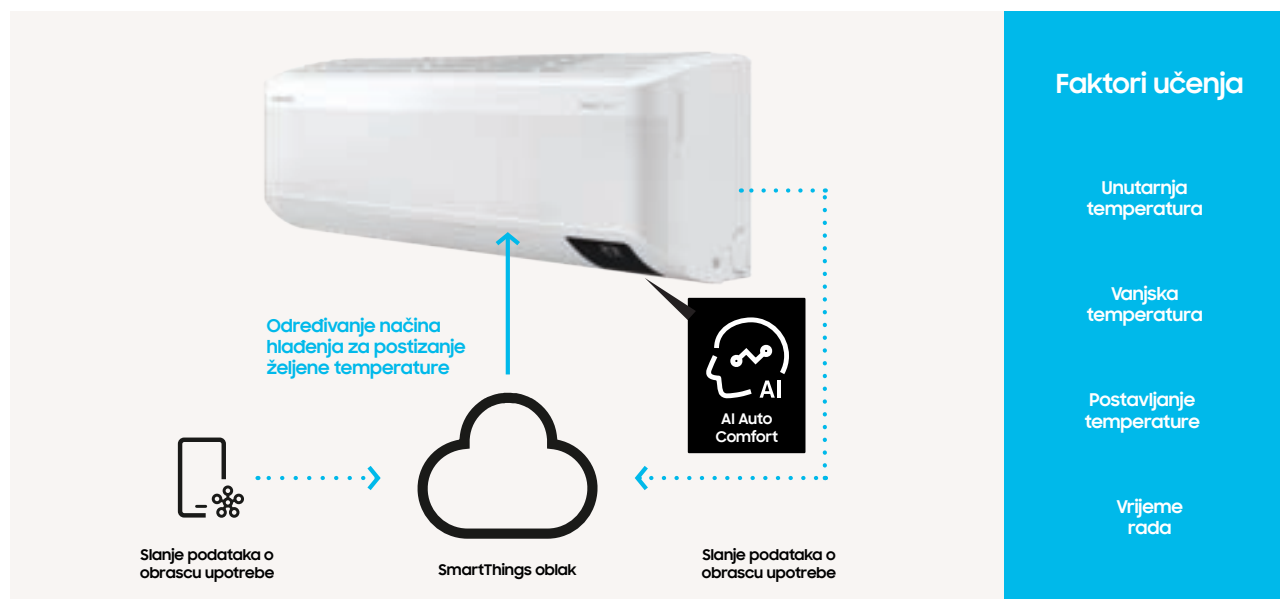 Faktori učenja
Unutarnja
temperatura
Vanjska
temperatura
Postavljanje
temperature
Vrijeme
rada
Određivanje načina
hlađenja za postizanje
željene temperature
AI
AI Auto
Comfort
Slanje podataka o
obrascu upotrebe
SmartThings oblak
Slanje podataka o
obrascu upotrebe